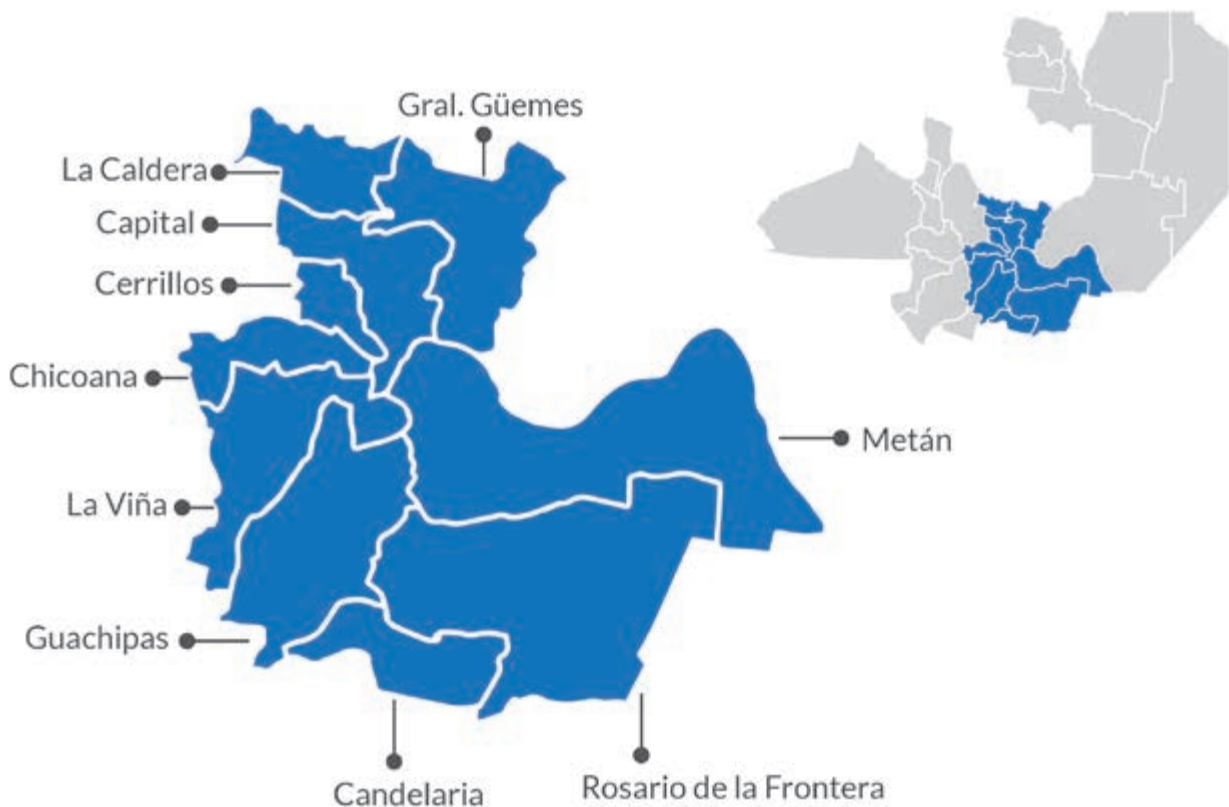 Gral. Güemes
La Caldera
Capital
Cerrillos
Chicoana
Metán
La Viña
Guachipas
Candelaria
Rosario de la Frontera